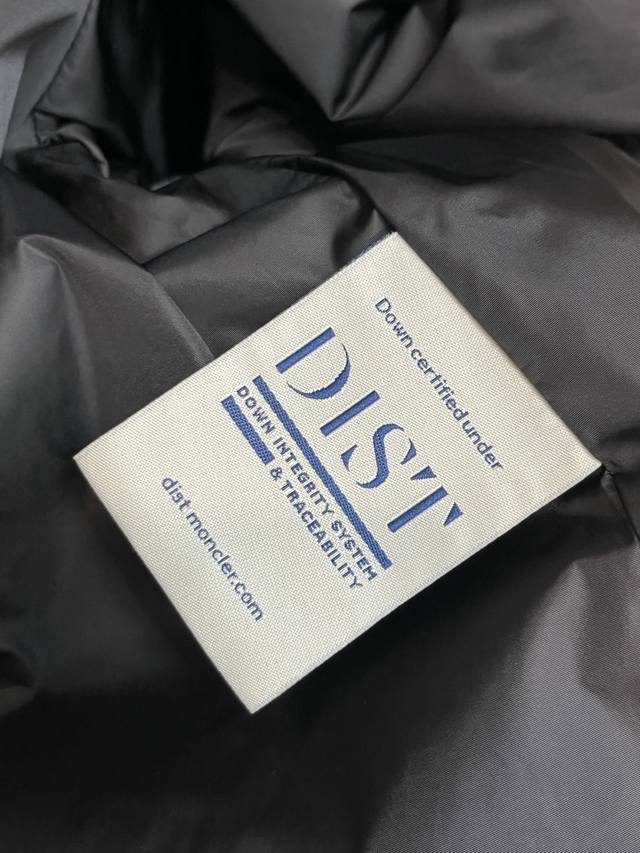 Down certified under
DIST
DOWN INTEGRITY SYSTEM
& TRACEABILITY
dist.moncler.com